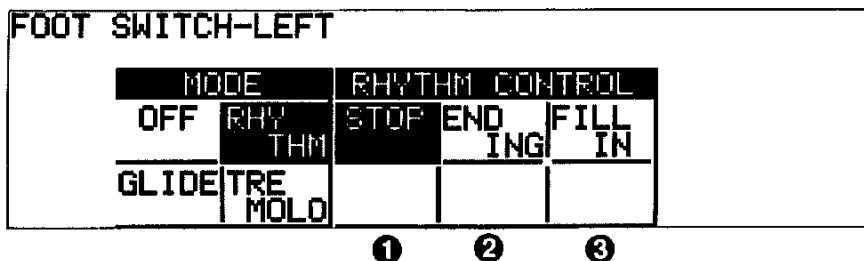 FOOT SWITCH-LEFT
MODE RHYTHM CONTROL
OFF RHY THM STOP END ING FILL IN
GLIDE TRE MOLO
1 2 3